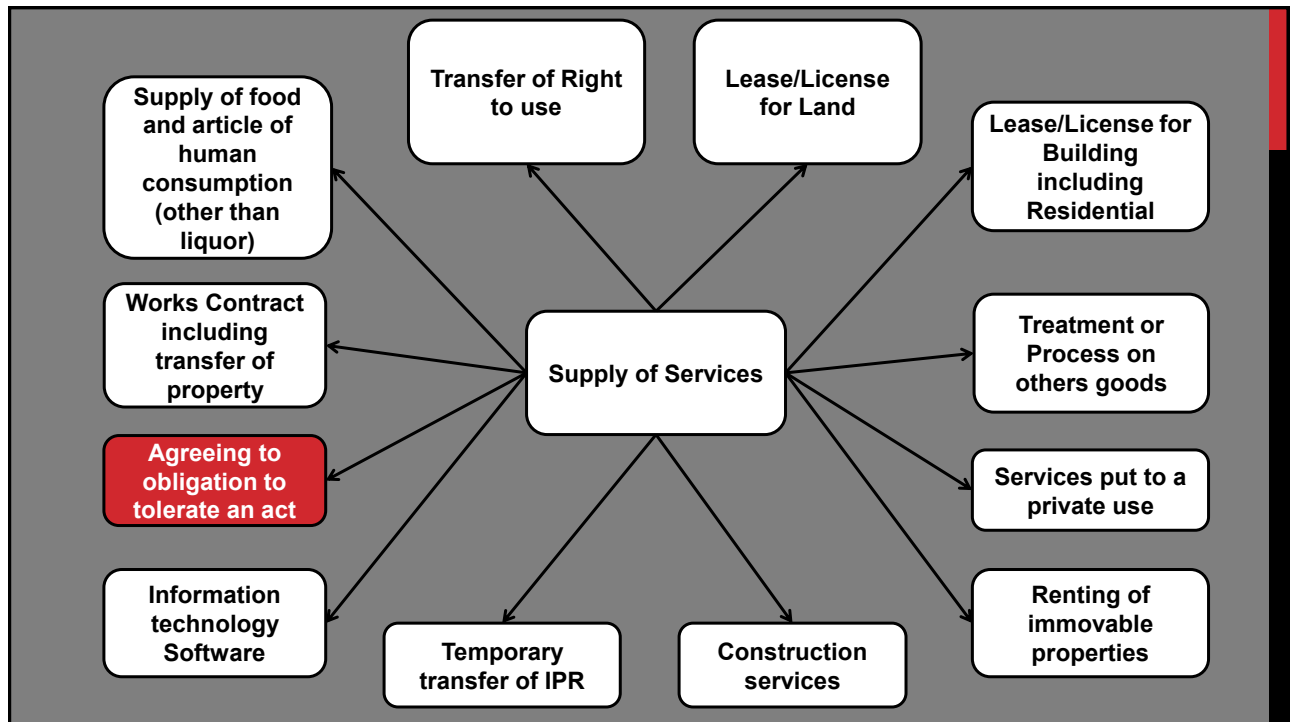 Transfer of Right
to use
Lease/License
for Land
Supply of food
and article of
human
consumption
(other than
liquor)
Lease/License for
Building
including
Residential
Works Contract
including
transfer of
property
Supply of Services
Treatment or
Process on
others goods
Agreeing to
obligation to
tolerate an act
Services put to a
private use
Information
technology
Software
Temporary
transfer of IPR
Construction
services
Renting of
immovable
properties